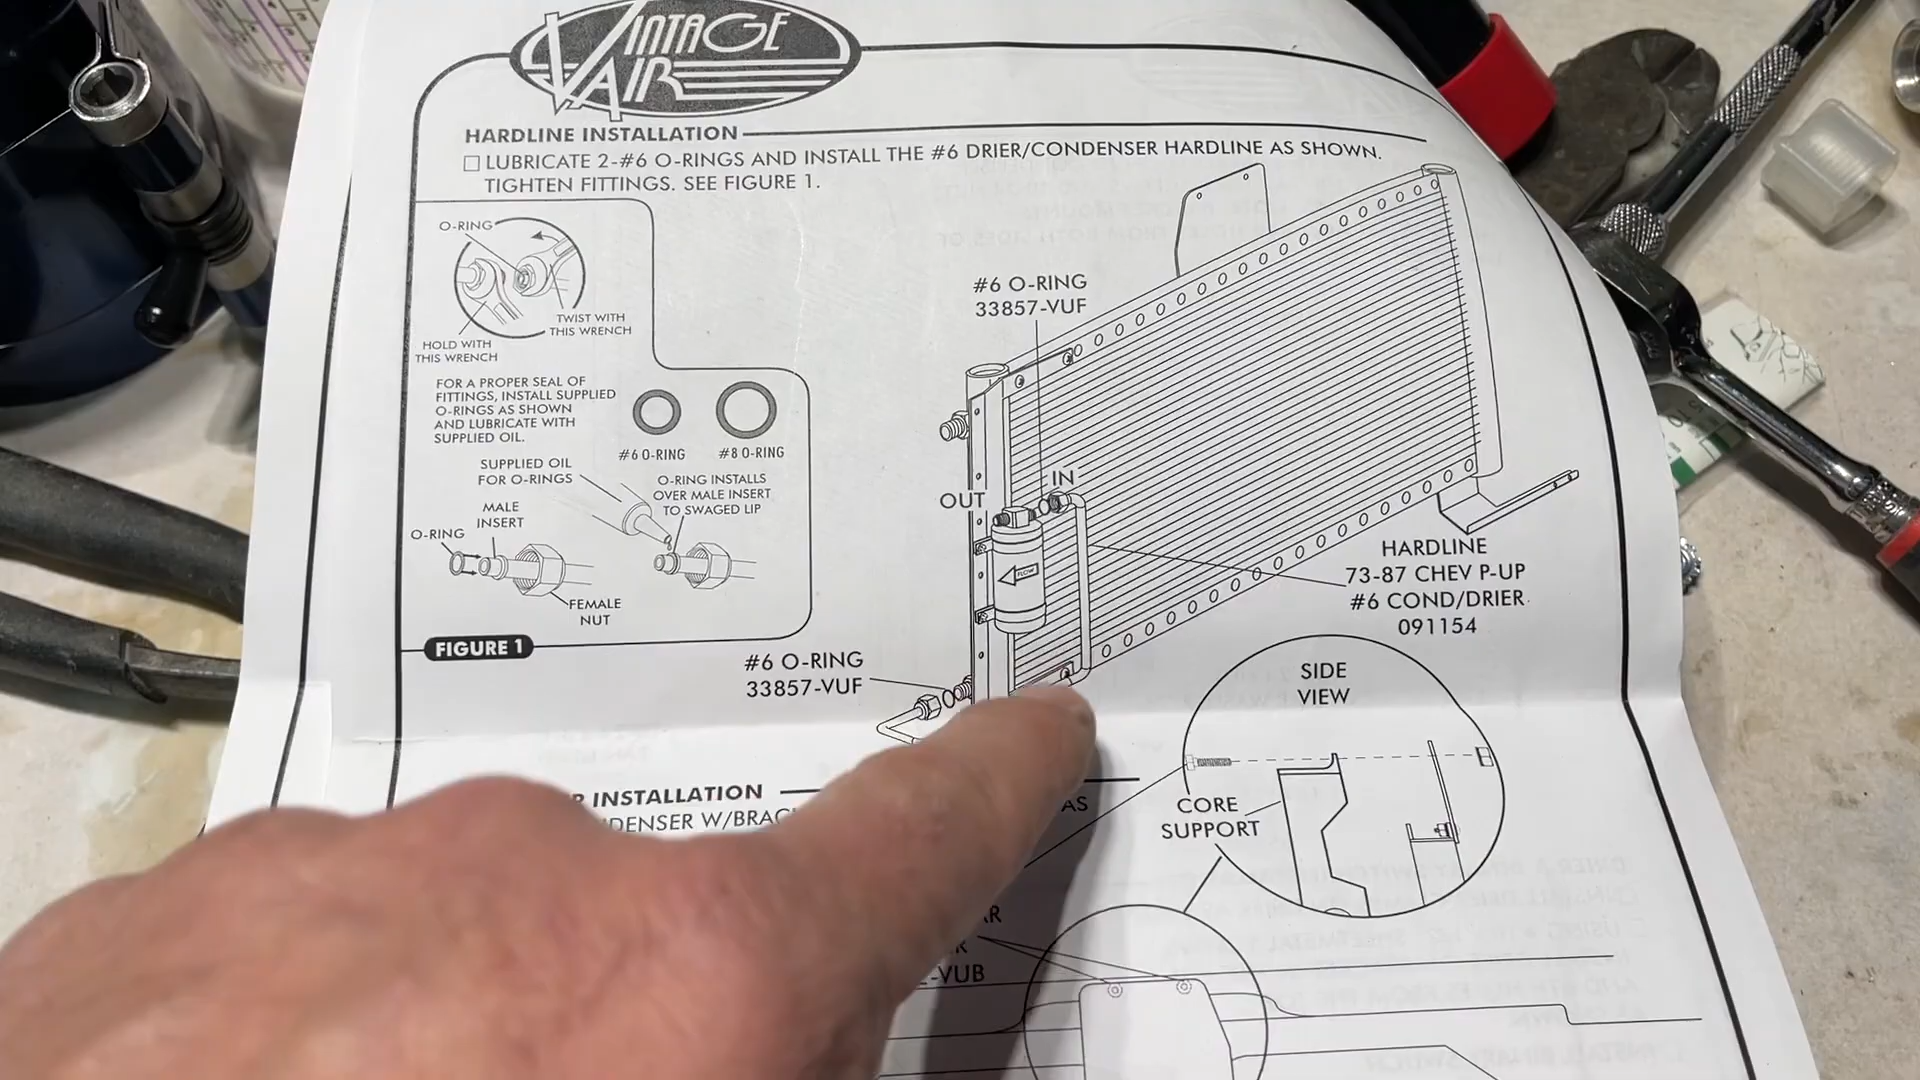 VINTAGE
AIR
HARDLINE INSTALLATION
LUBRICATE 2-#6 O-RINGS AND INSTALL THE #6 DRIER/CONDENSER HARDLINE AS SHOWN.
TIGHTEN FITTINGS. SEE FIGURE 1.
O-RING
TWIST WITH
THIS WRENCH
HOLD WITH
THIS WRENCH
FOR A PROPER SEAL OF
FITTINGS, INSTALL SUPPLIED
O-RINGS AS SHOWN
AND LUBRICATE WITH
SUPPLIED OIL.
#6 O-RING
#8 O-RING
SUPPLIED OIL
FOR O-RINGS
O-RING INSTALLS
OVER MALE INSERT
TO SWAGED LIP
MALE
INSERT
O-RING
FEMALE
NUT
FIGURE 1
#6 O-RING
33857-VUF
IN
OUT
FLOW
HARDLINE
73-87 CHEV P-UP
#6 COND/DRIER
091154
#6 O-RING
33857-VUF
SIDE
VIEW
CORE
SUPPORT
INSTALLATION
W/BRAC
AS
-VUB